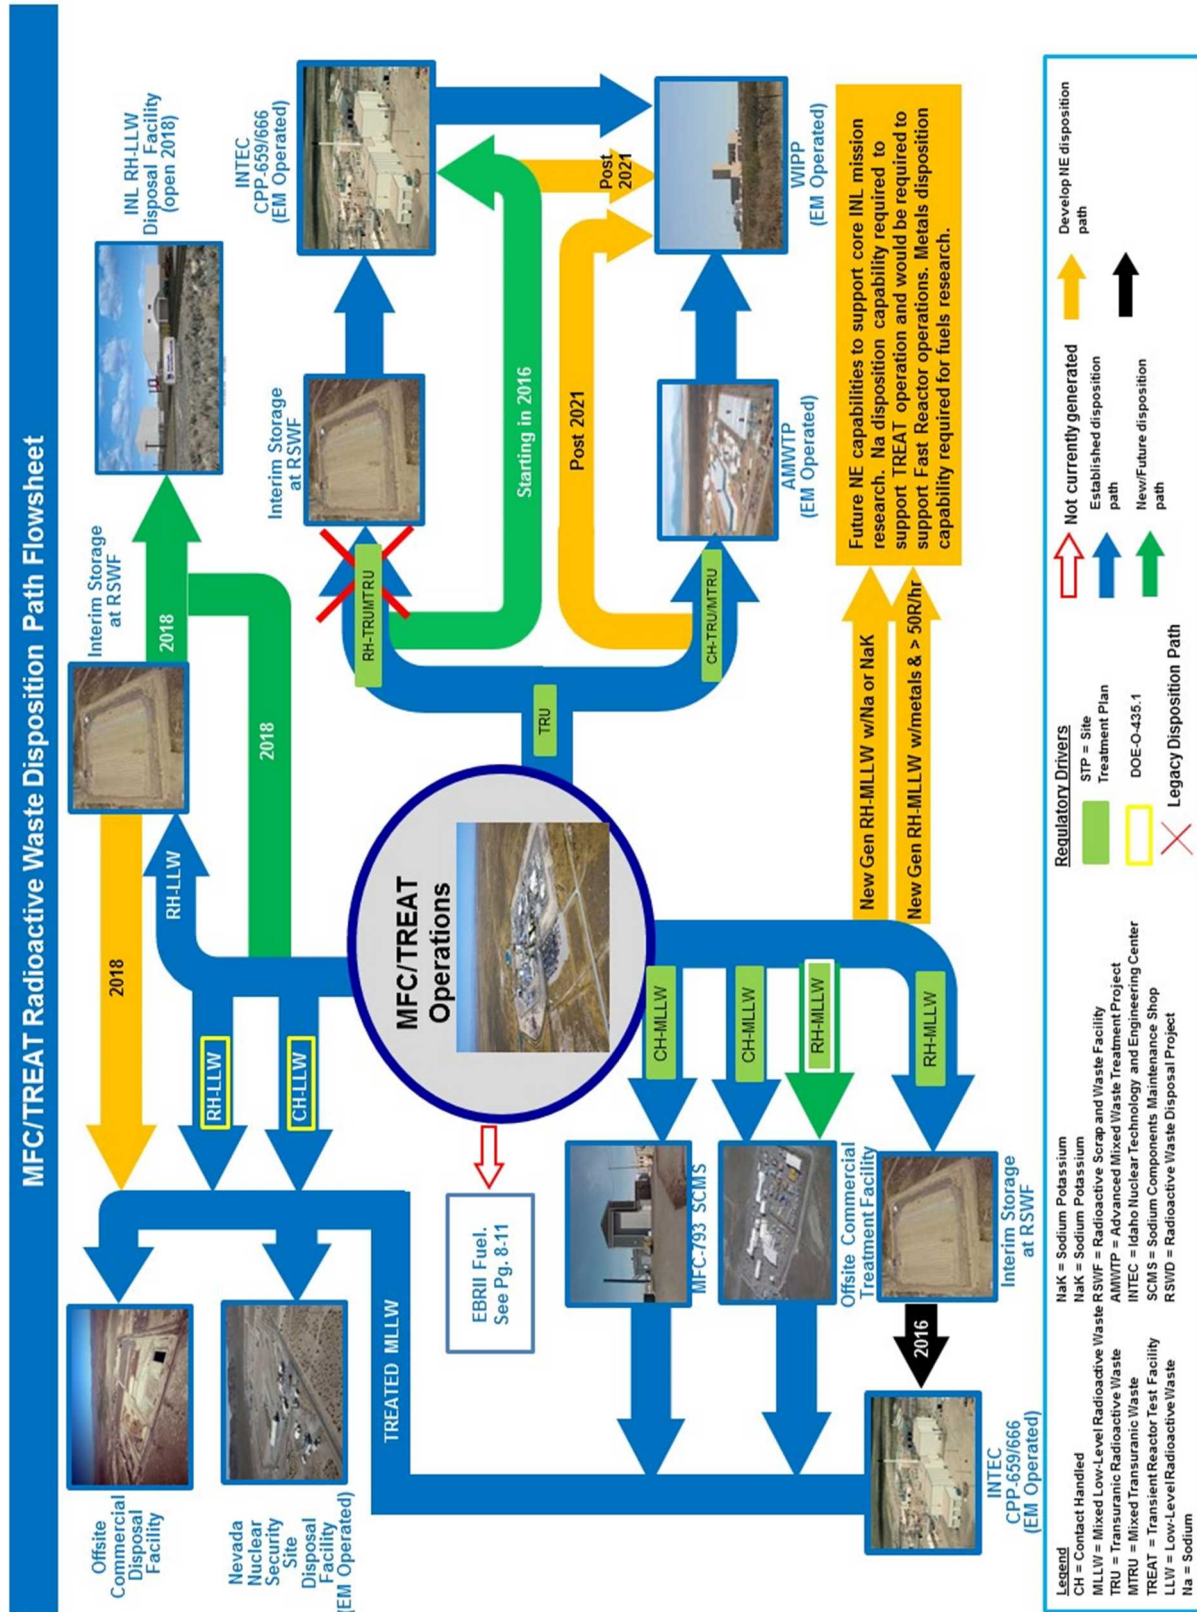 MFC/TREAT Radioactive Waste Disposition Path Flowsheet
Offsite
Commercial
Disposal
Facility
Nevada
Nuclear
Security
Site
Disposal
Facility
(EM Operated)
2018
RH-LLW
CH-LLW
RH-LLW
Interim Storage
at RSWF
2018
2018
INL RH-LLW
Disposal Facility
(open 2018)
TREATED MLLW
EBRII Fuel.
See Pg. 8-11
MFC/TREAT
Operations
TRU
RH-TRUMTRU
Interim Storage
at RSWF
INTEC
CPP-659/666
(EM Operated)
Starting in 2016
Post 2021
Post
2021
CH-TRU/MTRU
AMWTP
(EM Operated)
WIPP
(EM Operated)
CH-MLLW
MFC-793 SCMS
CH-MLLW
RH-MLLW
Offsite Commercial
Treatment Facility
RH-MLLW
Interim Storage
at RSWF
2016
INTEC
CPP-659/666
(EM Operated)
New Gen RH-MLLW w/Na or NaK
New Gen RH-MLLW w/metals & > 50R/hr
Future NE capabilities to support core INL mission
research. Na disposition capability required to
support TREAT operation and would be required to
support Fast Reactor operations. Metals disposition
capability required for fuels research.
Legend
CH = Contact Handled
MLLW = Mixed Low-Level Radioactive Waste
TRU = Transuranic Radioactive Waste
MTRU = Mixed Transuranic Waste
TREAT = Transient Reactor Test Facility
LLW = Low-Level Radioactive Waste
Na = Sodium
NaK = Sodium Potassium
NaK = Sodium Potassium
RSWF = Radioactive Scrap and Waste Facility
AMWTP = Advanced Mixed Waste Treatment Project
INTEC = Idaho Nuclear Technology and Engineering Center
SCMS = Sodium Components Maintenance Shop
RSWD = Radioactive Waste Disposal Project
Regulatory Drivers
STP = Site
Treatment Plan
DOE-O-435.1
Legacy Disposition Path
Not currently generated
Established disposition
path
New/Future disposition
path
Develop NE disposition
path